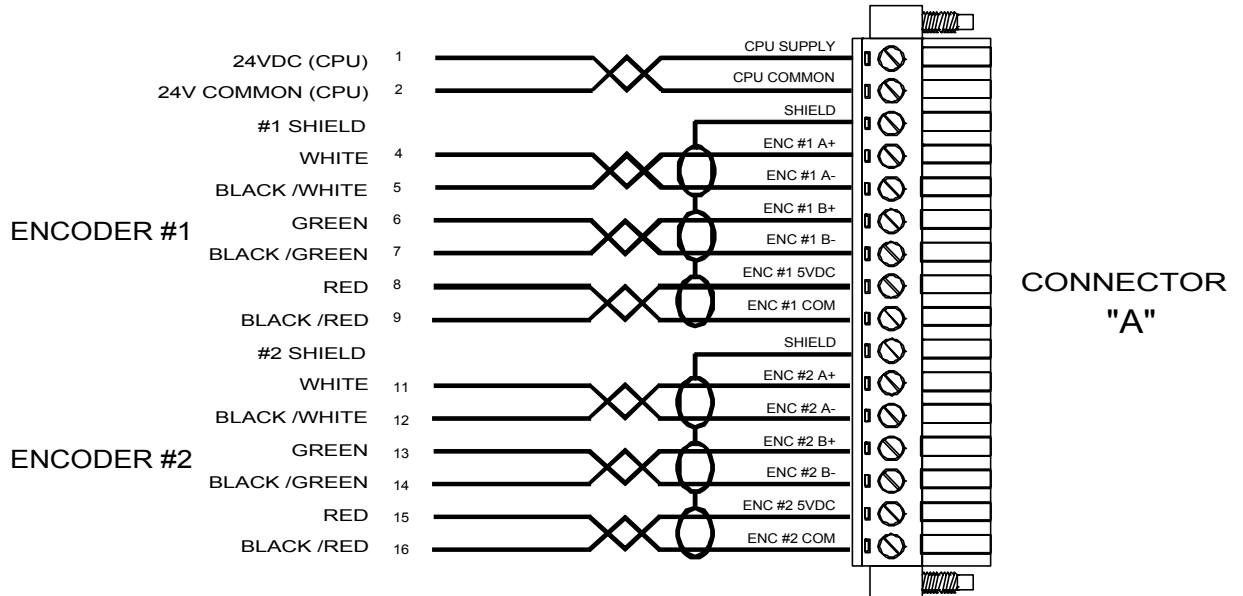 24VDC (CPU) 1 CPU SUPPLY
24V COMMON (CPU) 2 CPU COMMON
#1 SHIELD SHIELD
WHITE 4 ENC #1 A+
BLACK /WHITE 5 ENC #1 A-
ENCODER #1
GREEN 6 ENC #1 B+
BLACK /GREEN 7 ENC #1 B-
RED 8 ENC #1 5VDC
BLACK /RED 9 ENC #1 COM
#2 SHIELD SHIELD
WHITE 11 ENC #2 A+
BLACK /WHITE 12 ENC #2 A-
ENCODER #2
GREEN 13 ENC #2 B+
BLACK /GREEN 14 ENC #2 B-
RED 15 ENC #2 5VDC
BLACK /RED 16 ENC #2 COM
CONNECTOR
"A"